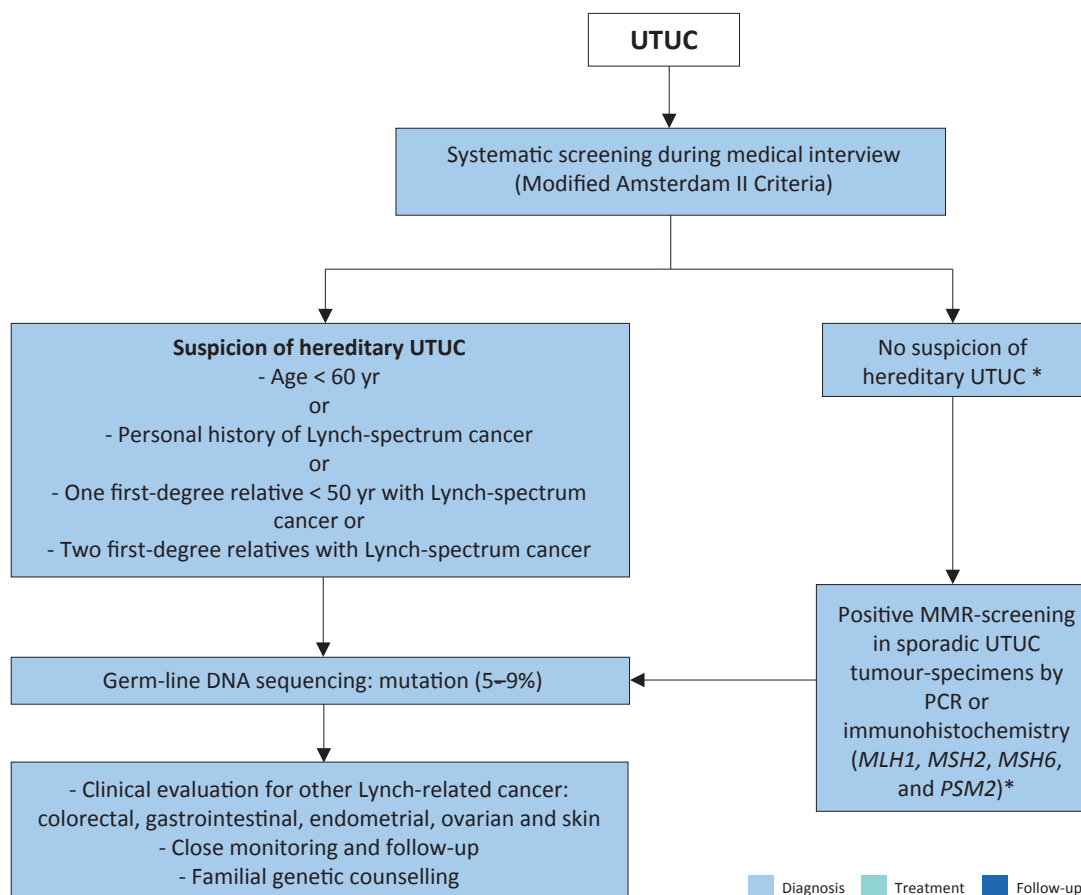 UTUC
Systematic screening during medical interview
(Modified Amsterdam II Criteria)
Suspicion of hereditary UTUC
- Age < 60 yr
or
- Personal history of Lynch-spectrum cancer
or
- One first-degree relative < 50 yr with Lynch-spectrum
cancer or
- Two first-degree relatives with Lynch-spectrum cancer
No suspicion of
hereditary UTUC *
Positive MMR-screening
in sporadic UTUC
tumour-specimens by
PCR or
immunohistochemistry
(MLH1, MSH2, MSH6,
and PSM2)*
Germ-line DNA sequencing: mutation (5–9%)
- Clinical evaluation for other Lynch-related cancer:
colorectal, gastrointestinal, endometrial, ovarian and skin
- Close monitoring and follow-up
- Familial genetic counselling
Diagnosis Treatment Follow-up